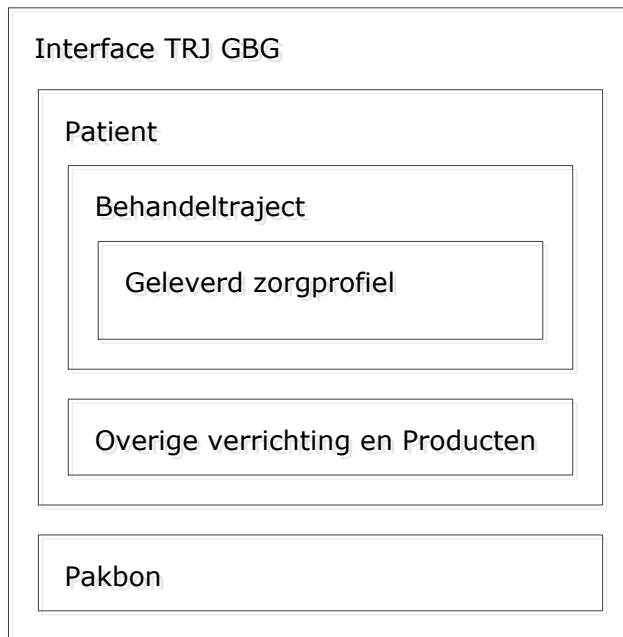 Interface TRJ GBG
Patient
Behandeltraject
Geleverd zorgprofiel
Overige verrichting en Producten
Pakbon